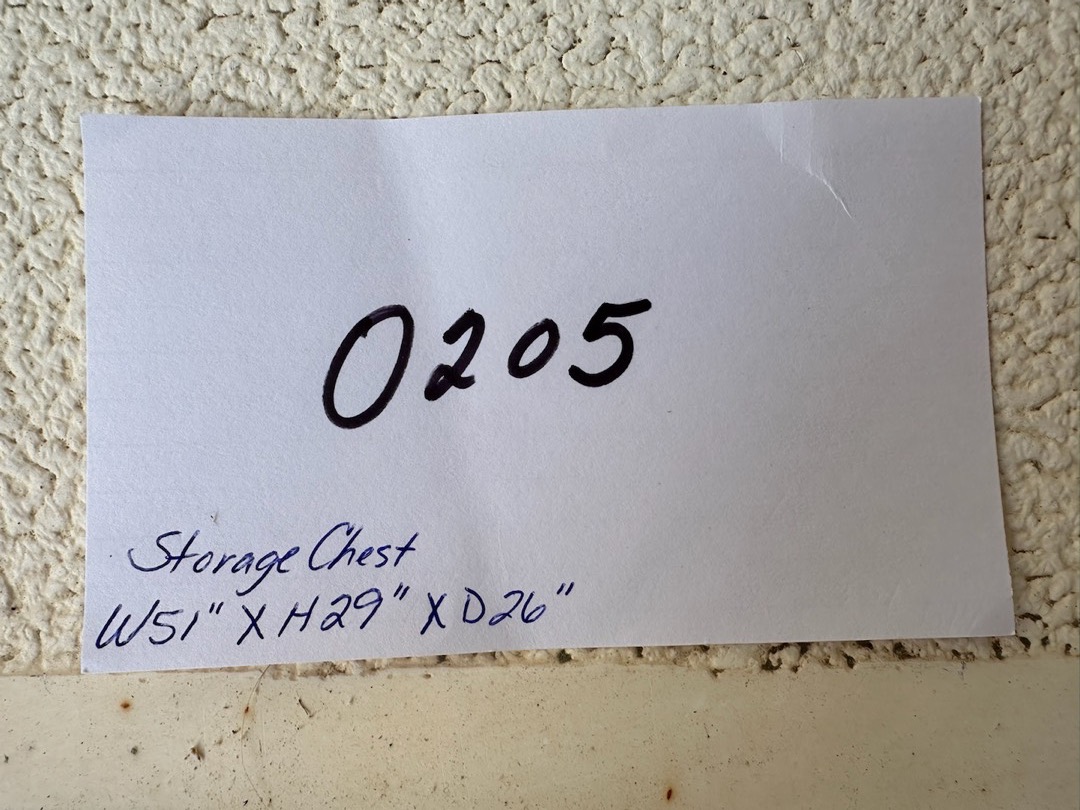 0205
Storage Chest
W51" X H29" X D26"